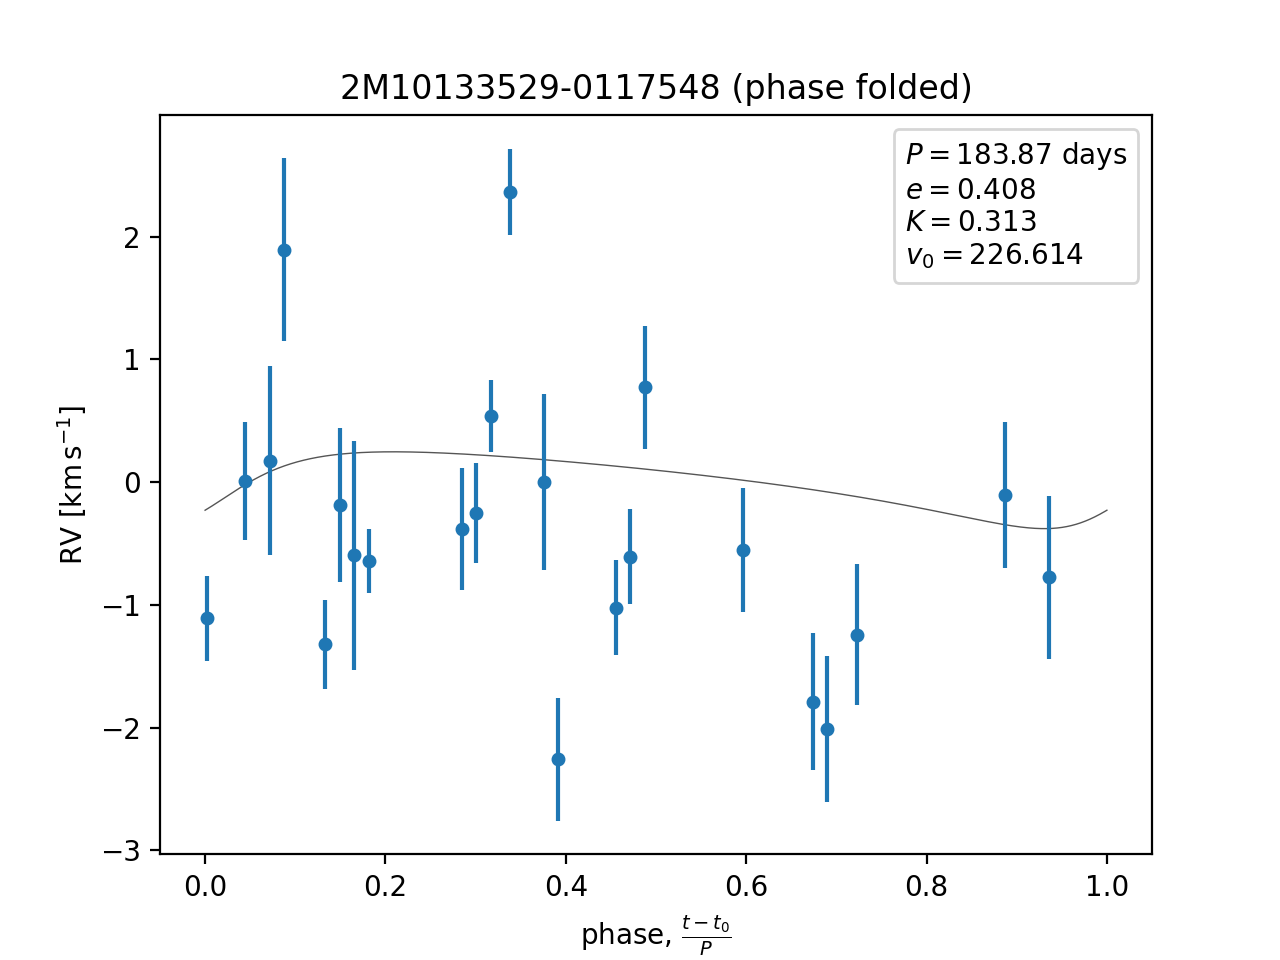 2M10133529-0117548 (phase folded)
P = 183.87 days
e = 0.408
K = 0.313
v₀ = 226.614
RV [km s⁻¹]
2
1
0
−1
−2
−3
0.0 0.2 0.4 0.6 0.8 1.0
phase, (t − t₀)/P